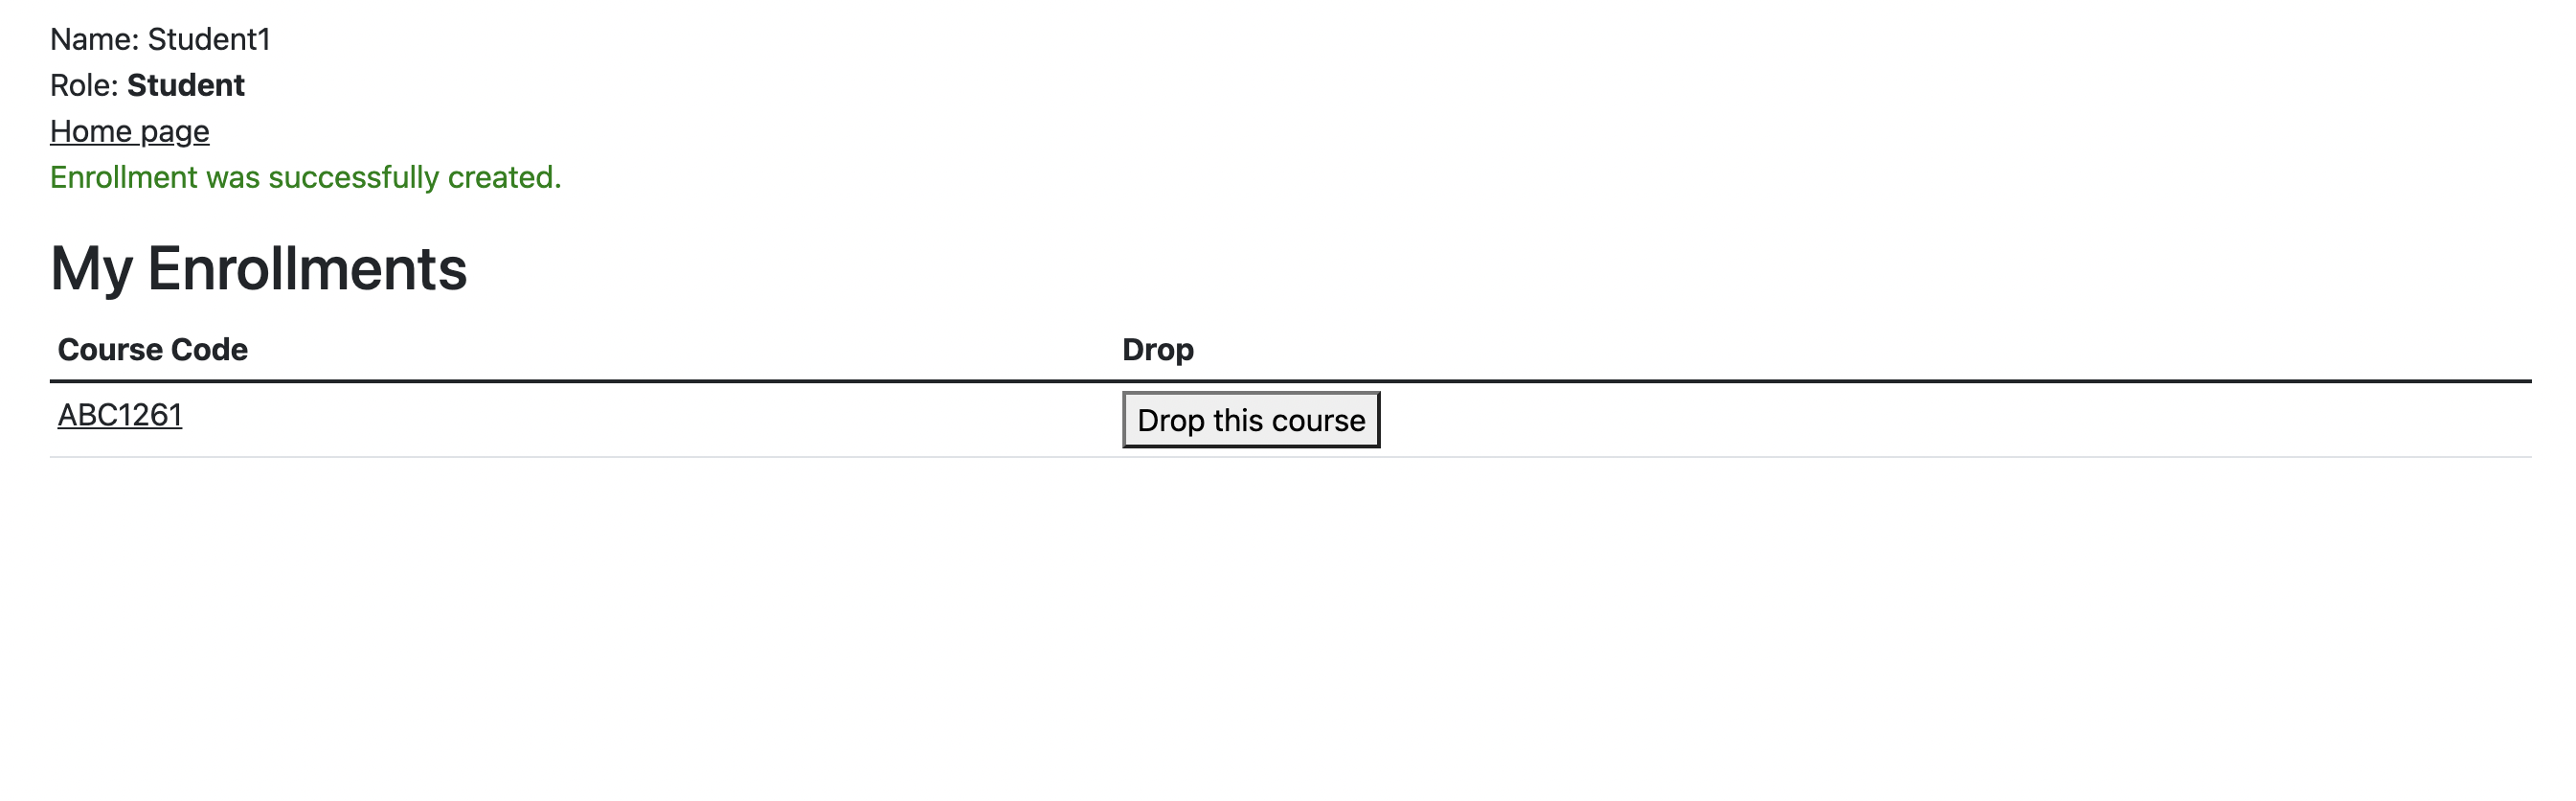 Name: Student1
Role: Student
Home page
Enrollment was successfully created.
My Enrollments
Course Code Drop
ABC1261 Drop this course